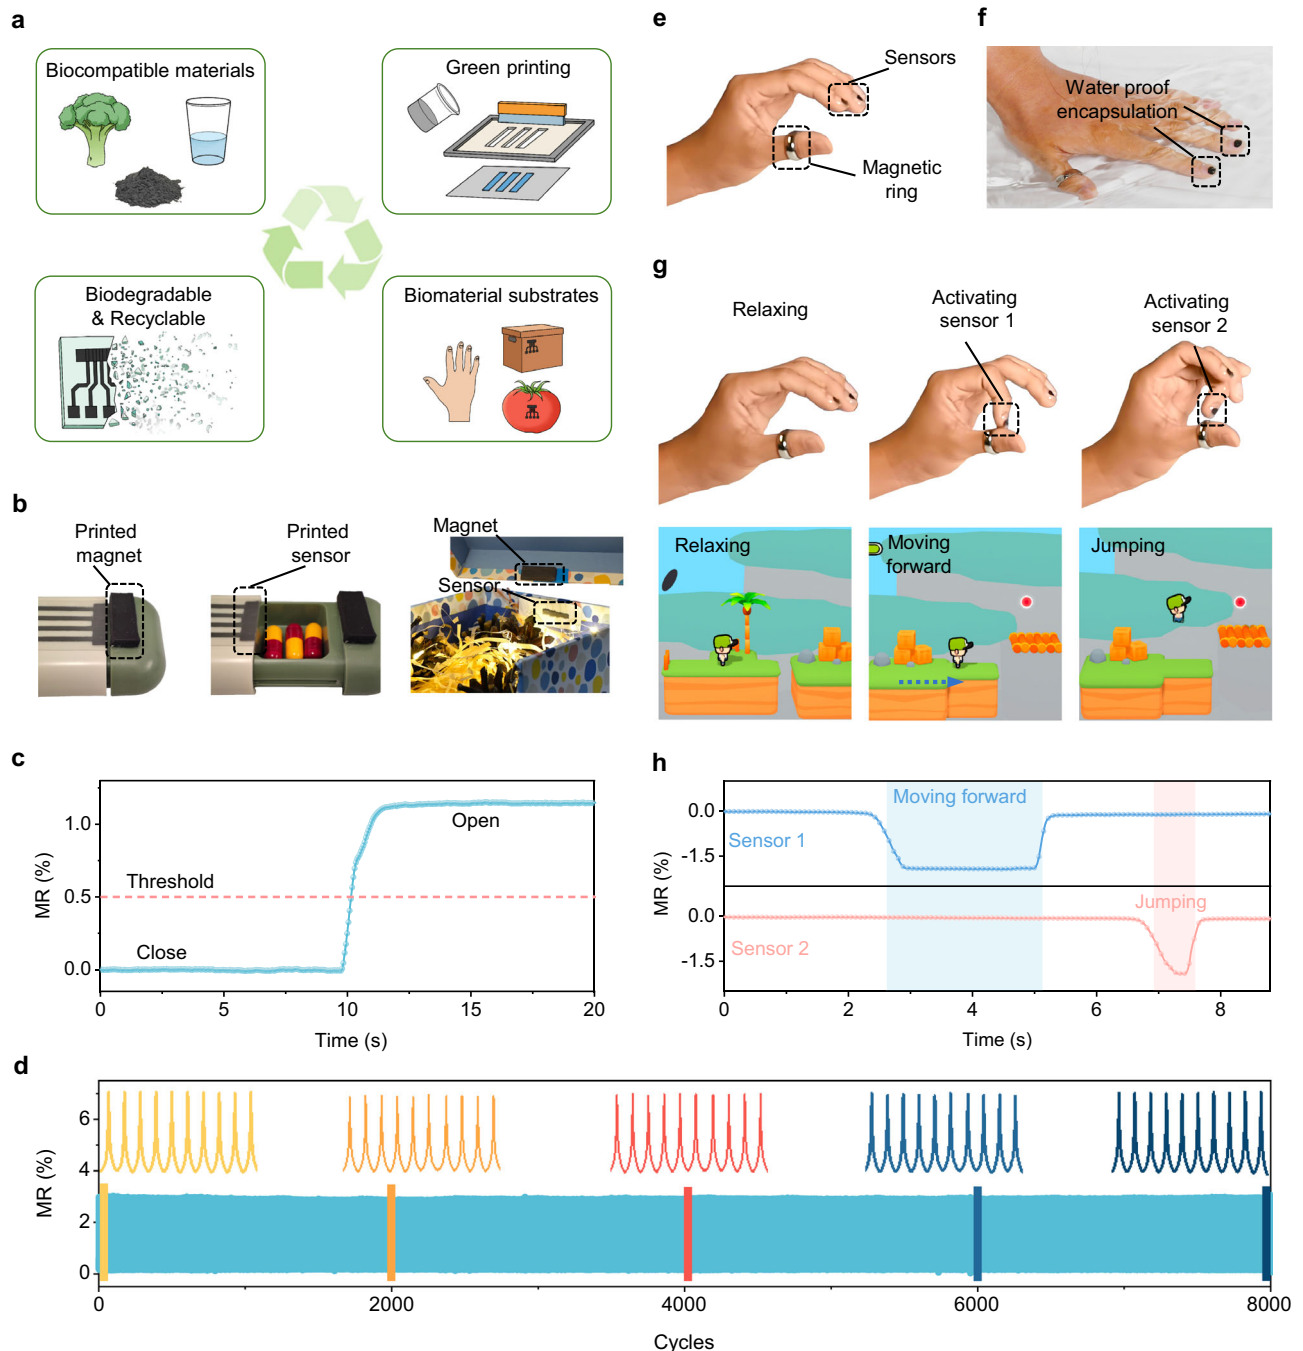 a
Biocompatible materials
Green printing
Biodegradable
& Recyclable
Biomaterial substrates
b
Printed
magnet
Printed
sensor
Magnet
Sensor
c
MR (%)
1.0
0.5
0.0
Threshold
Close
Open
0
5
10
15
20
Time (s)
d
MR (%)
6
4
2
0
0
2000
4000
6000
8000
Cycles
e
Sensors
Magnetic
ring
f
Water proof
encapsulation
g
Relaxing
Activating
sensor 1
Activating
sensor 2
Relaxing
Moving
forward
Jumping
h
MR (%)
0.0
-1.5
0.0
-1.5
Moving forward
Sensor 1
Jumping
Sensor 2
0
2
4
6
8
Time (s)